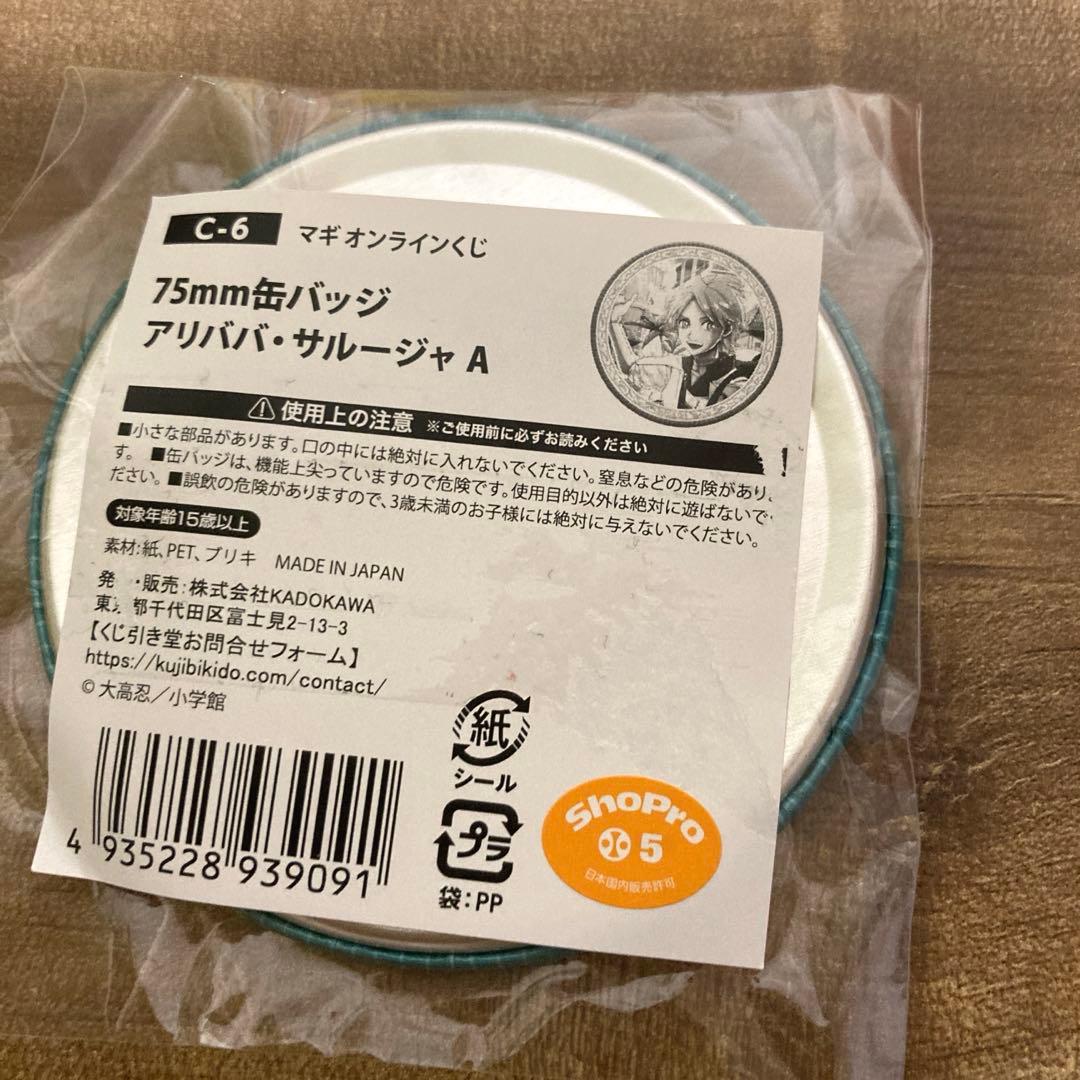 C-6 マギ オンラインくじ
75mm缶バッジ
アリババ・サルージャ A
使用上の注意 ※ご使用前に必ずお読みください
■小さな部品があります。口の中には絶対に入れないでください。窒息などの危険があり、
す。 ■缶バッジは、機能上尖っていますので危険です。使用目的以外は絶対に遊ばないで
ださい。 ■誤飲の危険がありますので、3歳未満のお子様には絶対に与えないでください。
対象年齢15歳以上
素材:紙、PET、ブリキ MADE IN JAPAN
発 ・販売:株式会社KADOKAWA
東 都千代田区富士見2-13-3
【くじ引き堂お問合せフォーム】
https://kujibikido.com/contact/
©大高忍/小学館
紙
シール
プラ
袋:PP
4 935228 939091
ShoPro
5
日本国内販売許可